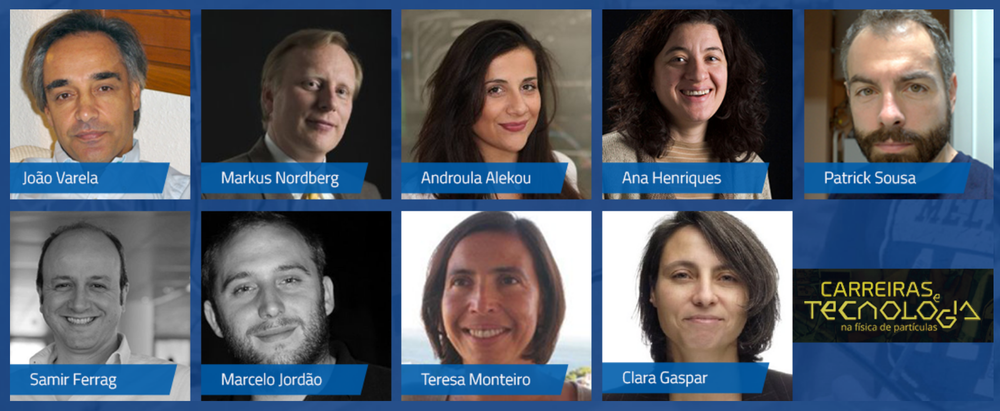 João Varela
Markus Nordberg
Androula Alekou
Ana Henriques
Patrick Sousa
Samir Ferrag
Marcelo Jordão
Teresa Monteiro
Clara Gaspar
CARREIRAS e
TECNOLOGIA
na física de partículas